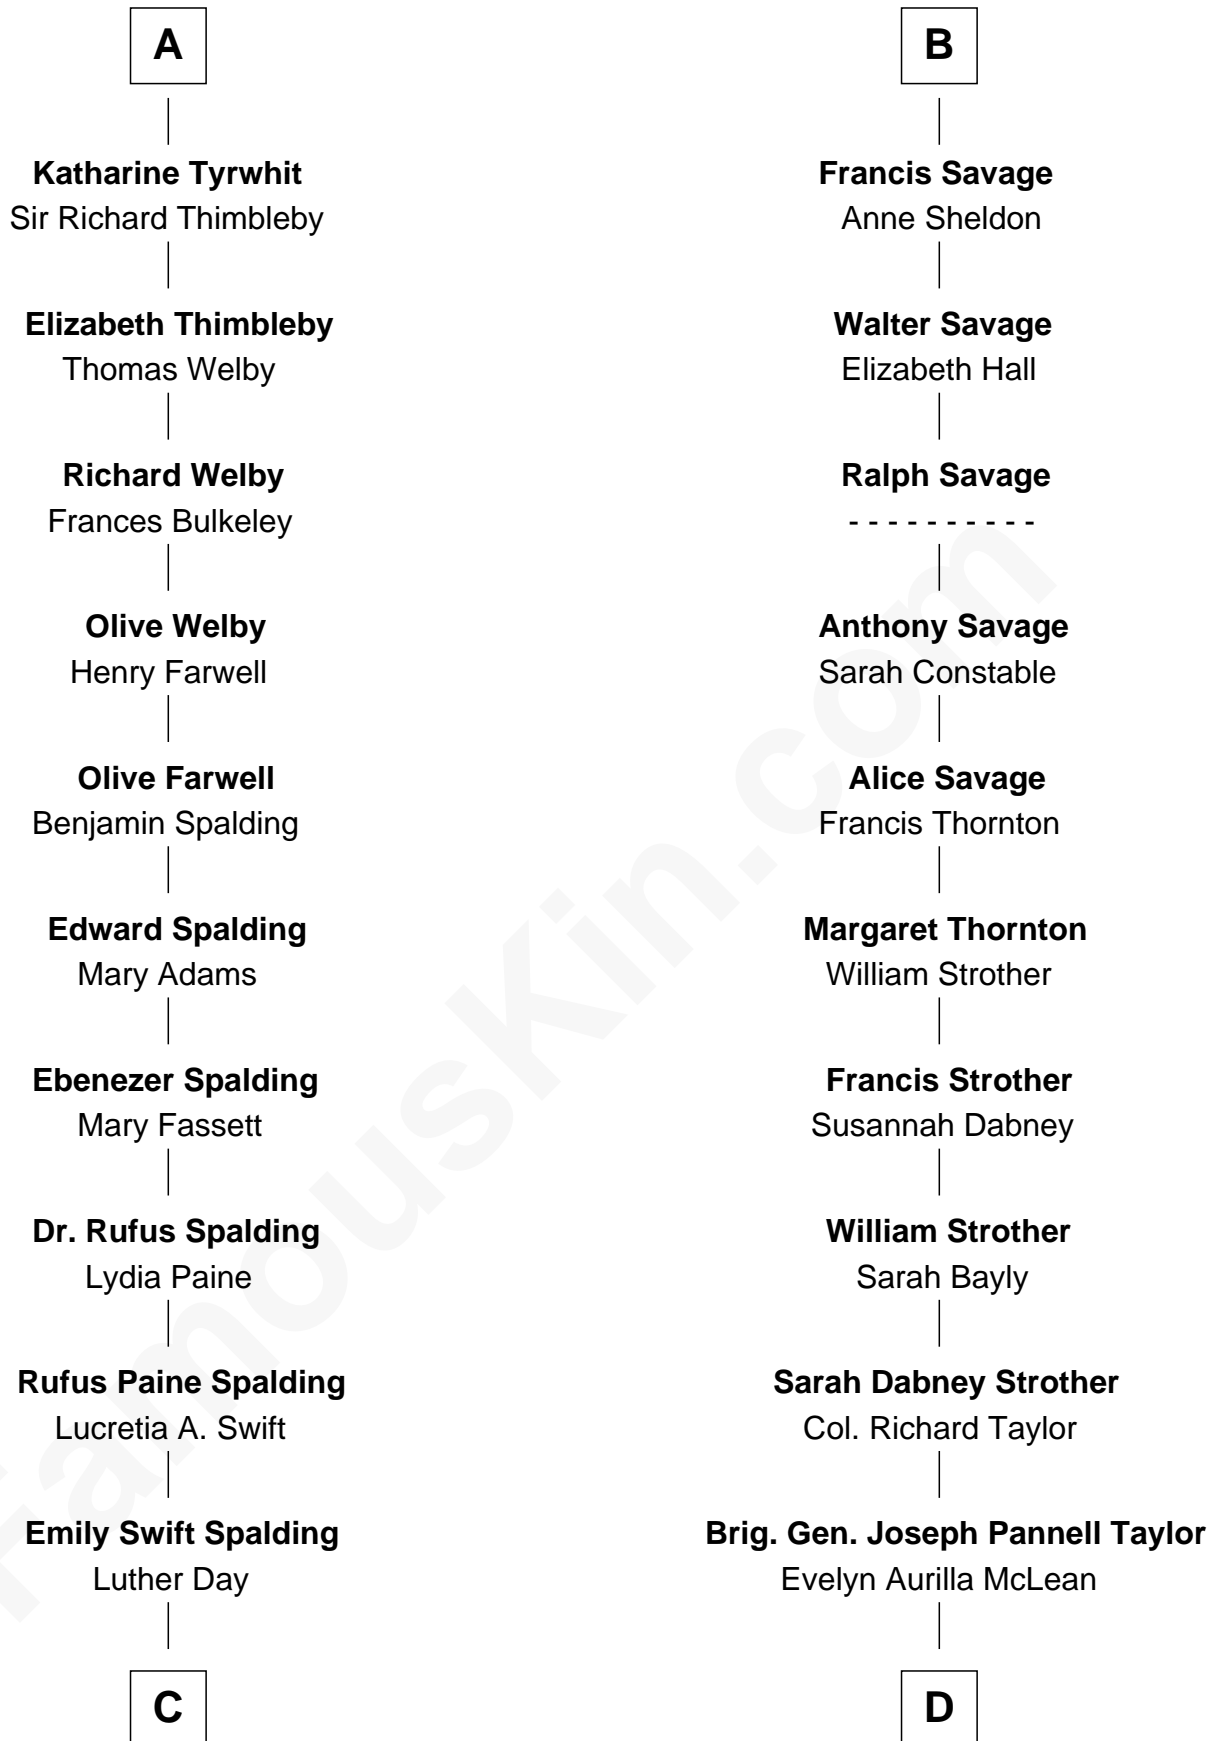 A
Katharine Tyrwhit
Sir Richard Thimbleby
Elizabeth Thimbleby
Thomas Welby
Richard Welby
Frances Bulkeley
Olive Welby
Henry Farwell
Olive Farwell
Benjamin Spalding
Edward Spalding
Mary Adams
Ebenezer Spalding
Mary Fassett
Dr. Rufus Spalding
Lydia Paine
Rufus Paine Spalding
Lucretia A. Swift
Emily Swift Spalding
Luther Day
C
B
Francis Savage
Anne Sheldon
Walter Savage
Elizabeth Hall
Ralph Savage
- - - - - - - - - -
Anthony Savage
Sarah Constable
Alice Savage
Francis Thornton
Margaret Thornton
William Strother
Francis Strother
Susannah Dabney
William Strother
Sarah Bayly
Sarah Dabney Strother
Col. Richard Taylor
Brig. Gen. Joseph Pannell Taylor
Evelyn Aurilla McLean
D
FamousKin.com